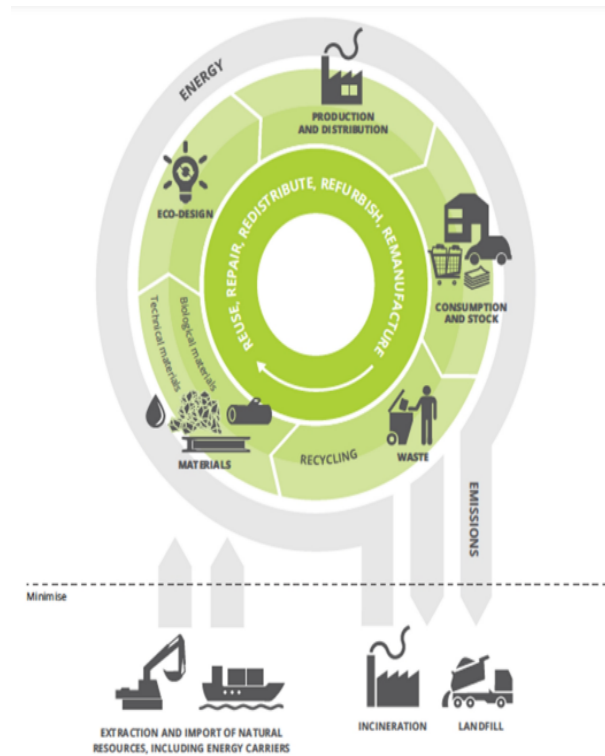 ENERGY
PRODUCTION
AND DISTRIBUTION
ECO-DESIGN
REUSE, REPAIR, REDISTRIBUTE, REFURBISH, REMANUFACTURE
CONSUMPTION
AND STOCK
Technical materials
Biological materials
MATERIALS
RECYCLING
WASTE
EMISSIONS
Minimise
EXTRACTION AND IMPORT OF NATURAL
RESOURCES, INCLUDING ENERGY CARRIERS
INCINERATION
LANDFILL